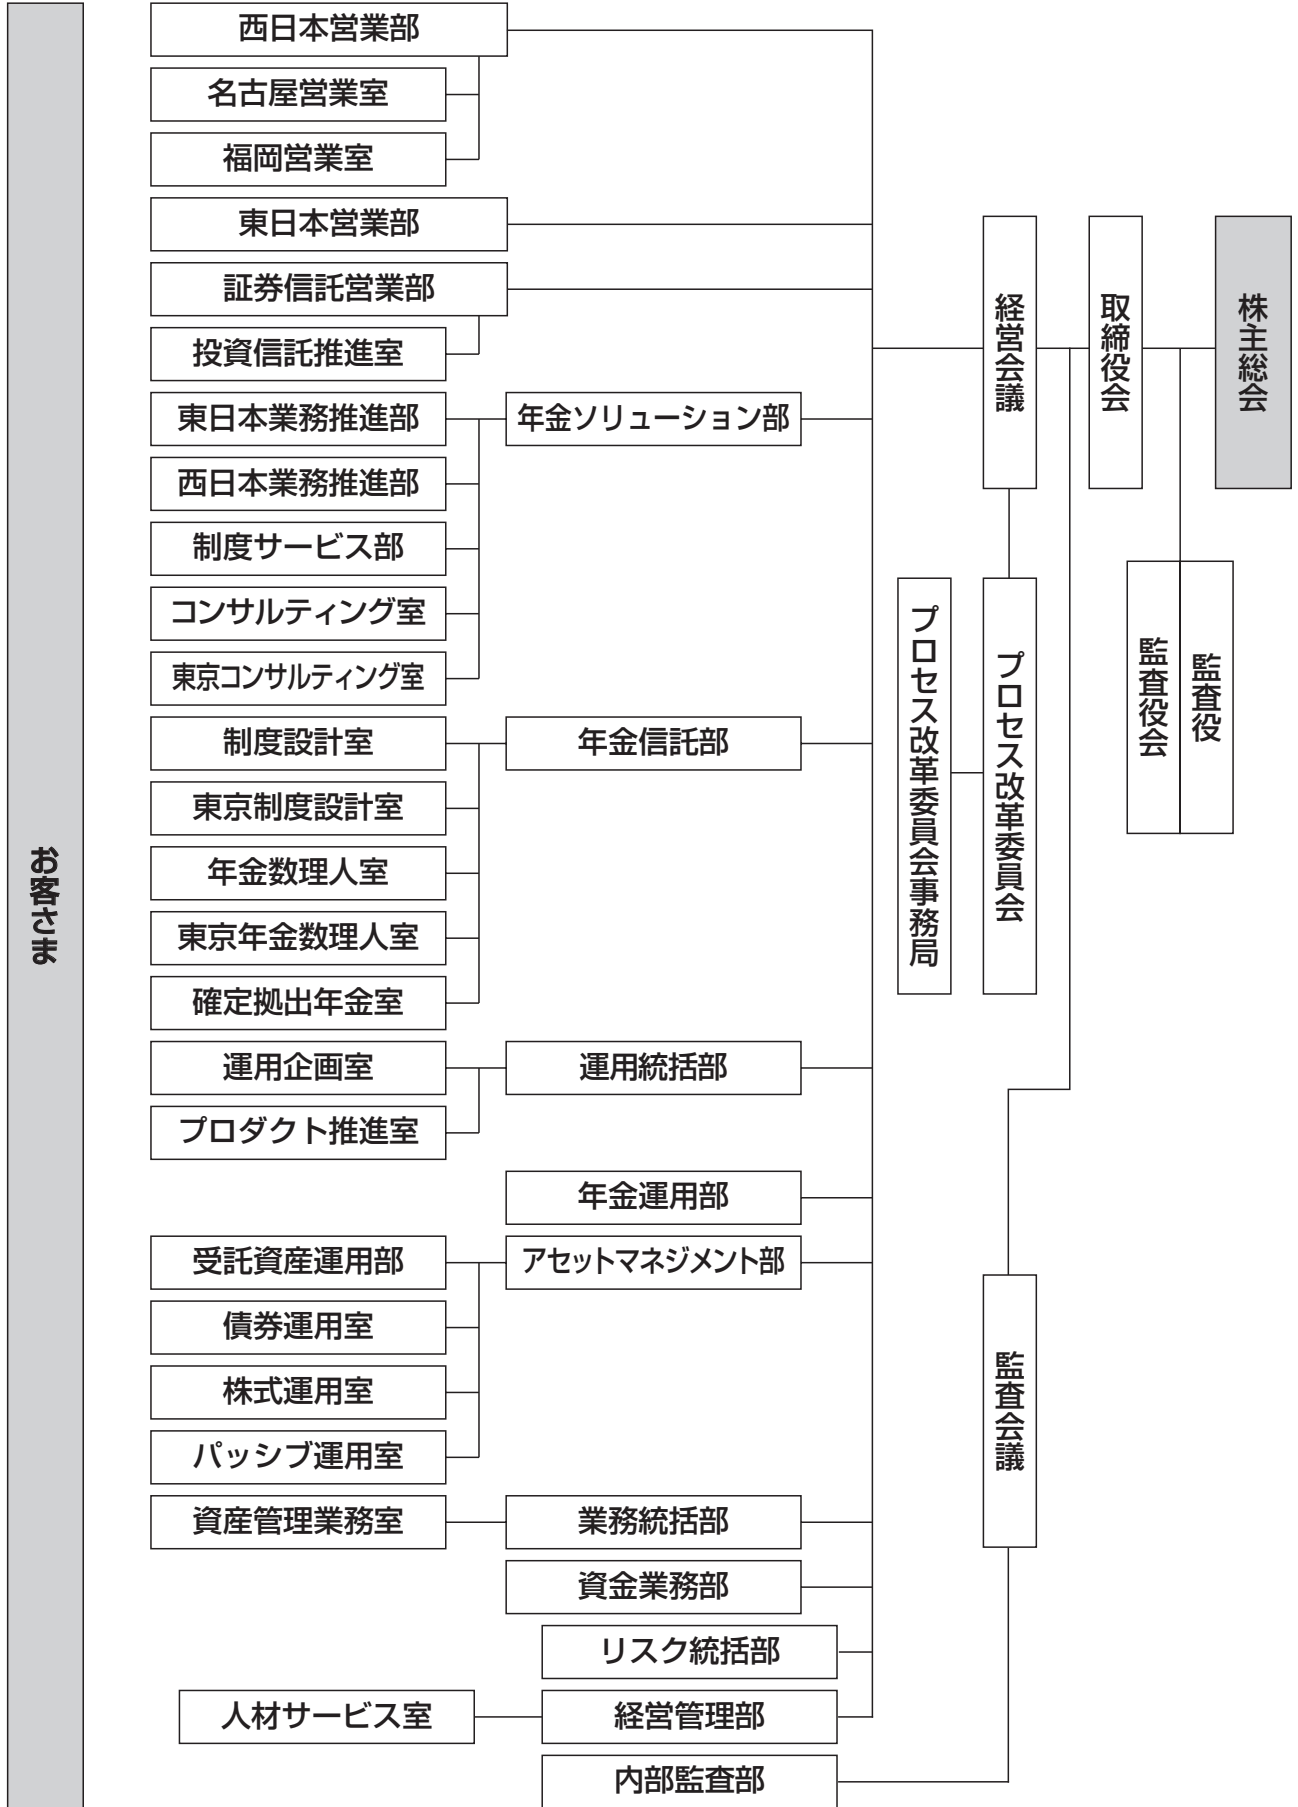 お客さま
西日本営業部
名古屋営業室
福岡営業室
東日本営業部
証券信託営業部
投資信託推進室
東日本業務推進部
年金ソリューション部
西日本業務推進部
制度サービス部
コンサルティング室
東京コンサルティング室
制度設計室
年金信託部
東京制度設計室
年金数理人室
東京年金数理人室
確定拠出年金室
運用企画室
運用統括部
プロダクト推進室
年金運用部
受託資産運用部
アセットマネジメント部
債券運用室
株式運用室
パッシブ運用室
資産管理業務室
業務統括部
資金業務部
リスク統括部
人材サービス室
経営管理部
内部監査部
経営会議
取締役会
株主総会
プロセス改革委員会事務局
プロセス改革委員会
監査役会
監査役
監査会議